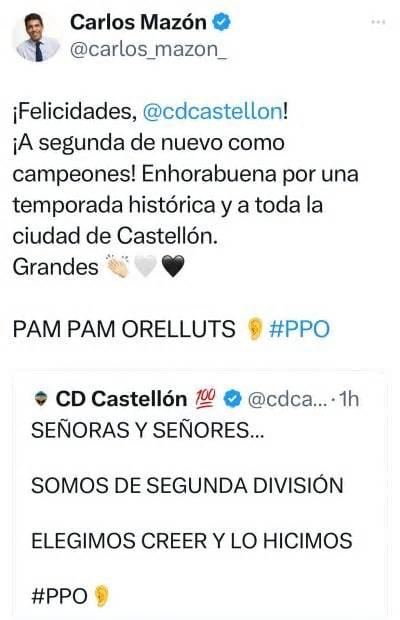 Carlos Mazón
@carlos_mazon_
¡Felicidades, @cdcastellon!
¡A segunda de nuevo como
campeones! Enhorabuena por una
temporada histórica y a toda la
ciudad de Castellón.
Grandes 👏🏻🤍🖤
PAM PAM ORELLUTS 👂#PPO
CD Castellón 💯 @cdca... · 1h
SEÑORAS Y SEÑORES...
SOMOS DE SEGUNDA DIVISIÓN
ELEGIMOS CREER Y LO HICIMOS
#PPO👂